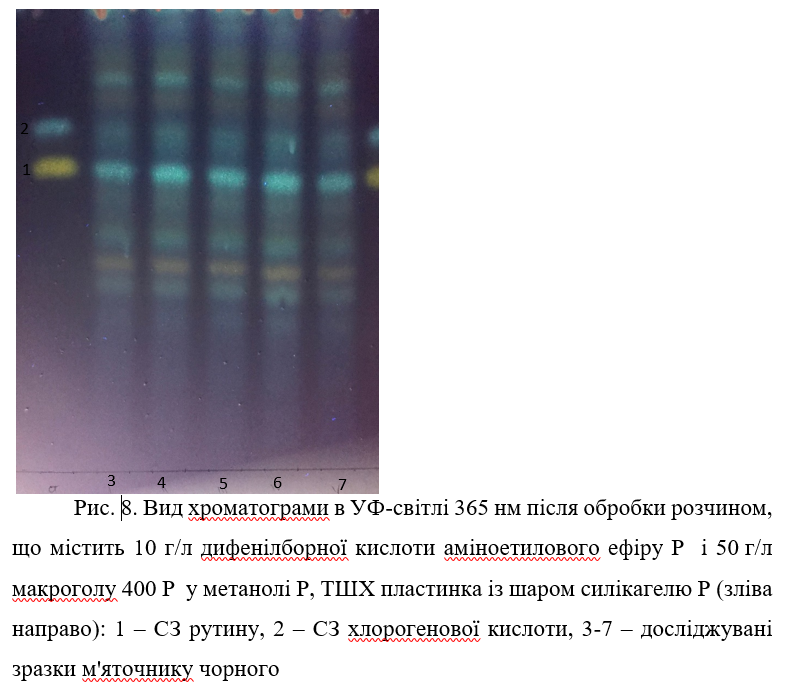 2
1
3 4 5 6 7
Рис. 8. Вид хроматограми в УФ-світлі 365 нм після обробки розчином,
що містить 10 г/л дифенілборної кислоти аміноетилового ефіру Р і 50 г/л
макроголу 400 Р у метанолі Р, ТШХ пластинка із шаром силікагелю Р (зліва
направо): 1 – СЗ рутину, 2 – СЗ хлорогенової кислоти, 3-7 – досліджувані
зразки м'яточнику чорного